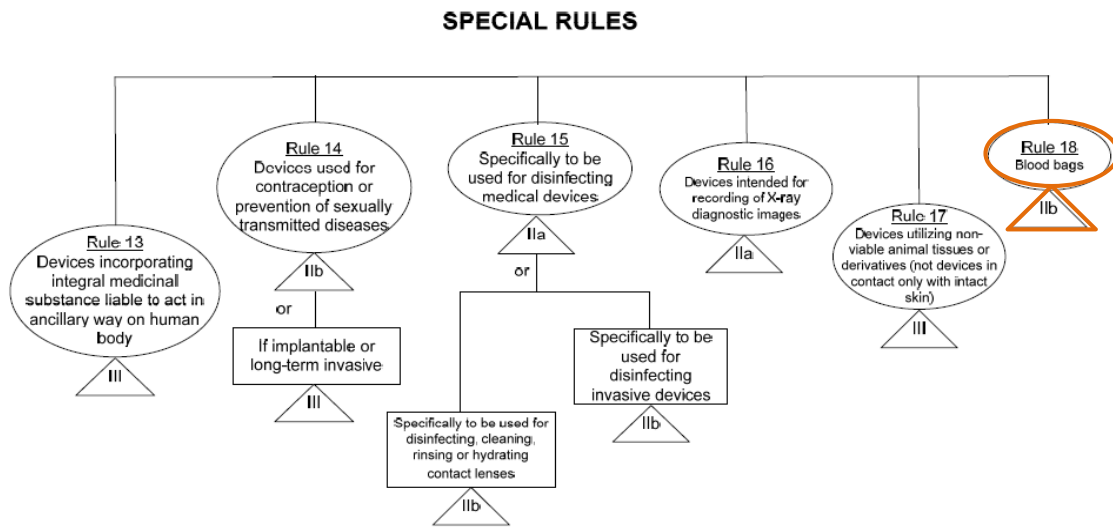 SPECIAL RULES
Rule 13
Devices incorporating
integral medicinal
substance liable to act in
ancillary way on human
body
III
Rule 14
Devices used for
contraception or
prevention of sexually
transmitted diseases
IIb
or
If implantable or
long-term invasive
III
Rule 15
Specifically to be
used for disinfecting
medical devices
IIa
or
Specifically to be used for
disinfecting, cleaning,
rinsing or hydrating
contact lenses
IIb
Specifically to be
used for
disinfecting
invasive devices
IIb
Rule 16
Devices intended for
recording of X-ray
diagnostic images
IIa
Rule 17
Devices utilizing non-
viable animal tissues or
derivatives (not devices in
contact only with intact
skin)
III
Rule 18
Blood bags
IIb